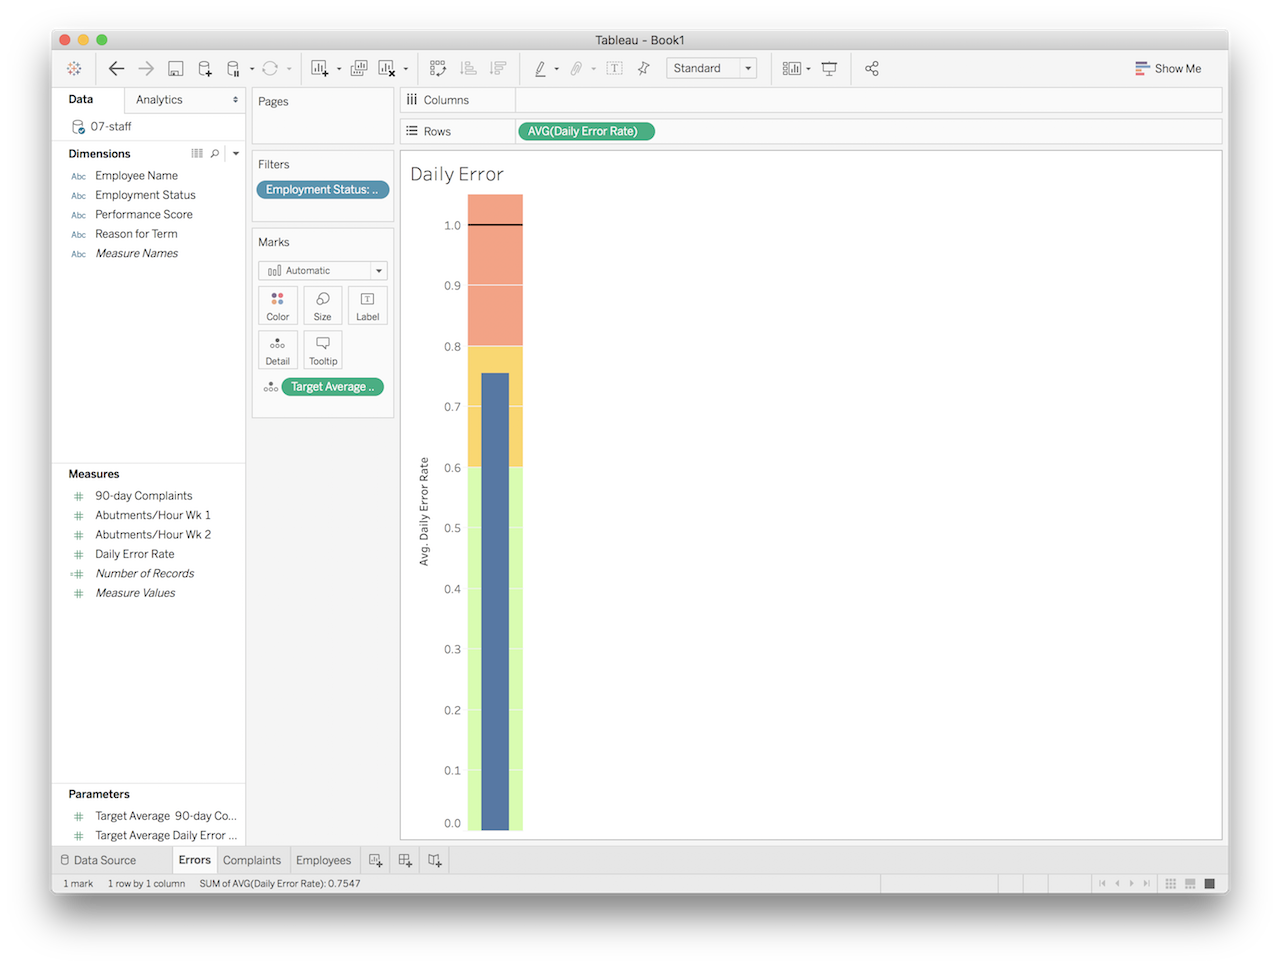 Tableau - Book1
Standard
Show Me
Data
Analytics
07-staff
Dimensions
Abc Employee Name
Abc Employment Status
Abc Performance Score
Abc Reason for Term
Abc Measure Names
Measures
# 90-day Complaints
# Abutments/Hour Wk 1
# Abutments/Hour Wk 2
# Daily Error Rate
=# Number of Records
# Measure Values
Parameters
# Target Average 90-day Co...
# Target Average Daily Error ...
Pages
Filters
Employment Status: ..
Marks
Automatic
Color
Size
T
Label
Detail
Tooltip
Target Average ..
iii Columns
Rows
AVG(Daily Error Rate)
Daily Error
Avg. Daily Error Rate
1.0
0.9
0.8
0.7
0.6
0.5
0.4
0.3
0.2
0.1
0.0
Data Source
Errors
Complaints
Employees
1 mark
1 row by 1 column
SUM of AVG(Daily Error Rate): 0.7547